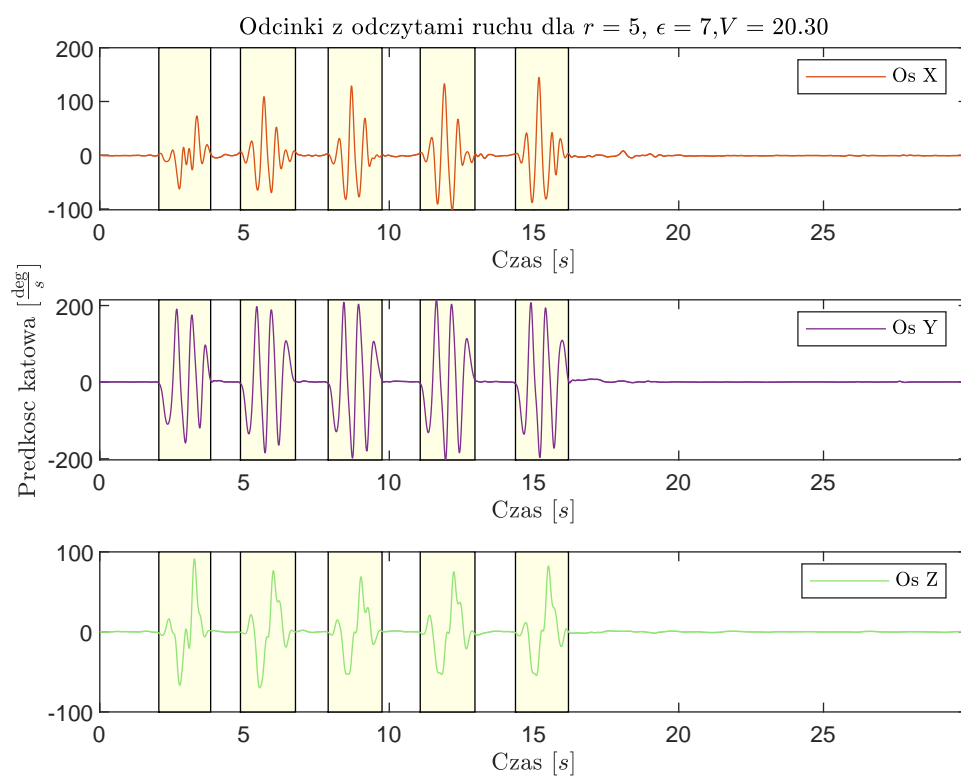 Odcinki z odczytami ruchu dla r = 5, ϵ = 7,V = 20.30
200
100
0
-100
Os X
0 5 10 15 20 25
Czas [s]
Predkosc katowa [deg/s]
200
0
-200
Os Y
0 5 10 15 20 25
Czas [s]
100
0
-100
Os Z
0 5 10 15 20 25
Czas [s]